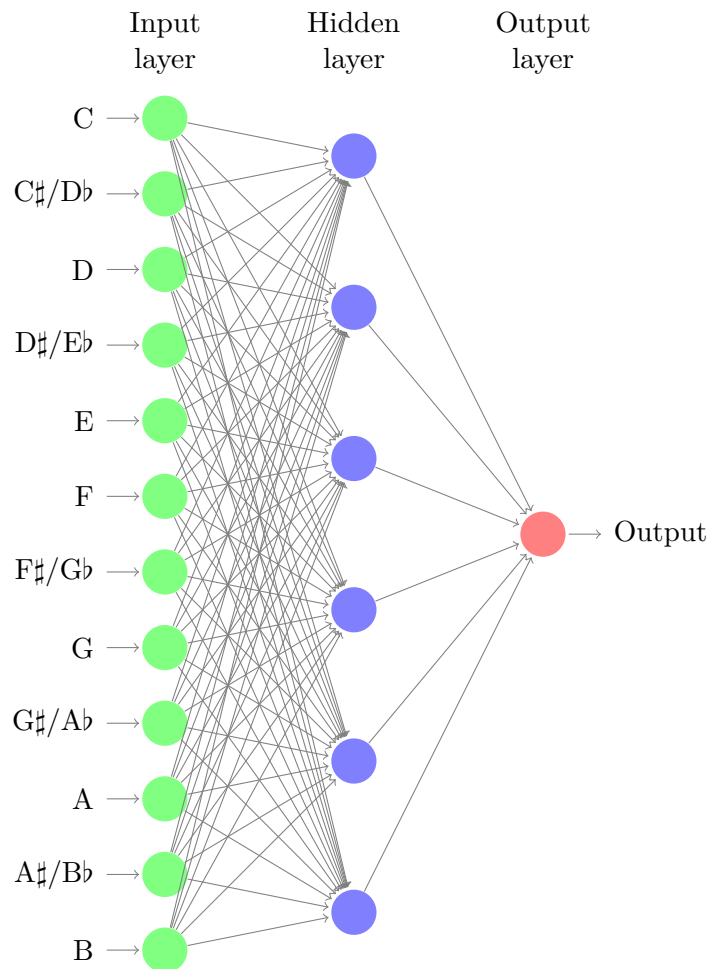 Input
layer
Hidden
layer
Output
layer
C
C♯/D♭
D
D♯/E♭
E
F
F♯/G♭
G
G♯/A♭
A
A♯/B♭
B
Output